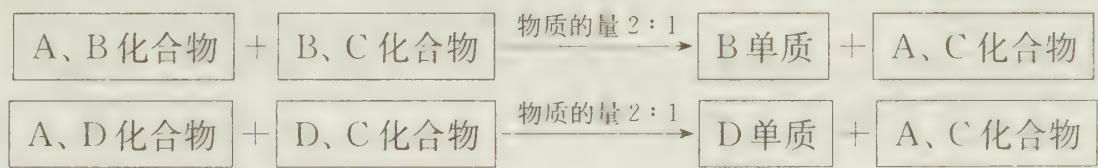 A、B化合物 + B、C化合物 物质的量 2∶1 → B单质 + A、C化合物
A、D化合物 + D、C化合物 物质的量 2∶1 → D单质 + A、C化合物